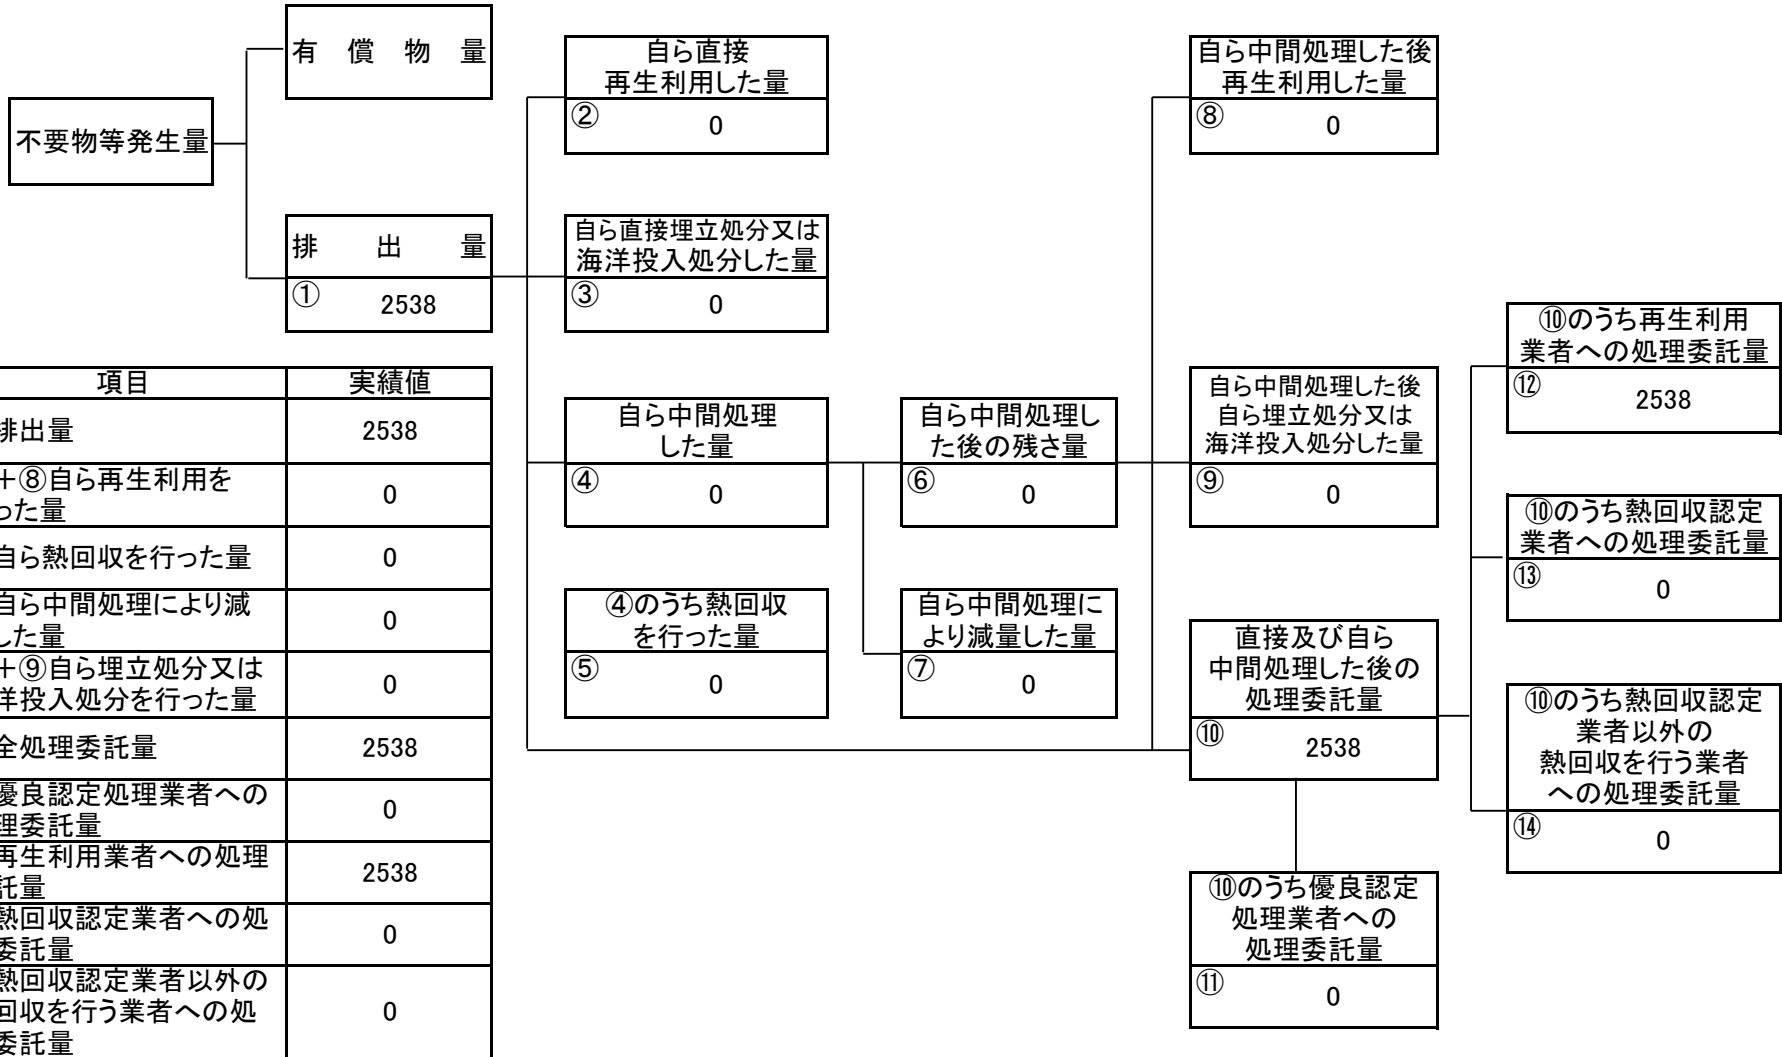 有償物量
不要物等発生量
排出量
① 2538
自ら直接
再生利用した量
② 0
自ら直接埋立処分又は
海洋投入処分した量
③ 0
自ら中間処理
した量
④ 0
④のうち熱回収
を行った量
⑤ 0
自ら中間処理し
た後の残さ量
⑥ 0
自ら中間処理に
より減量した量
⑦ 0
自ら中間処理した後
再生利用した量
⑧ 0
自ら中間処理した後
自ら埋立処分又は
海洋投入処分した量
⑨ 0
直接及び自ら
中間処理した後の
処理委託量
⑩ 2538
⑩のうち優良認定
処理業者への
処理委託量
⑪ 0
⑩のうち再生利用
業者への処理委託量
⑫ 2538
⑩のうち熱回収認定
業者への処理委託量
⑬ 0
⑩のうち熱回収認定
業者以外の
熱回収を行う業者
への処理委託量
⑭ 0
項目 実績値
排出量 2538
+⑧自ら再生利用を
った量 0
自ら熱回収を行った量 0
自ら中間処理により減
した量 0
+⑨自ら埋立処分又は
洋投入処分を行った量 0
全処理委託量 2538
優良認定処理業者への
理委託量 0
再生利用業者への処理
託量 2538
熱回収認定業者への処
委託量 0
熱回収認定業者以外の
回収を行う業者への処
委託量 0